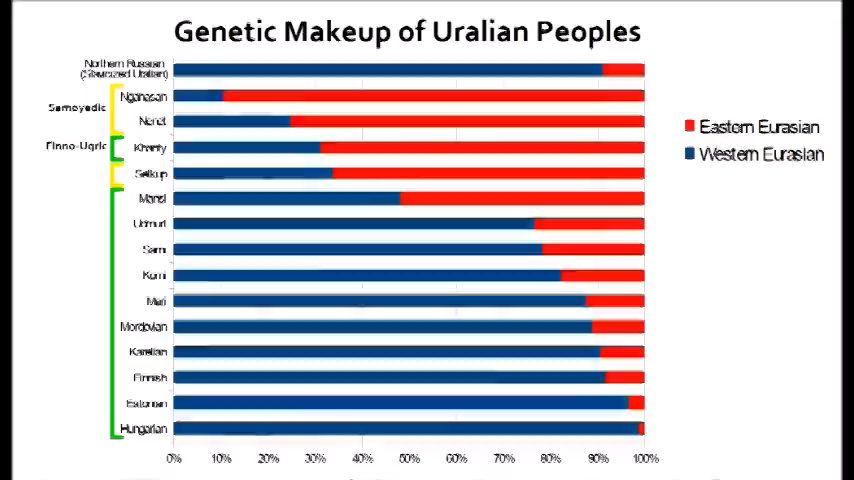 Genetic Makeup of Uralian Peoples
Northern Russian
(Slavicized Uralian)
Samoyedic
Nganasan
Nenet
Finno-Ugric
Khanty
Selkup
Mansi
Udmurt
Sami
Komi
Mari
Mordovian
Karelian
Finnish
Estonian
Hungarian
Eastern Eurasian
Western Eurasian
0% 10% 20% 30% 40% 50% 60% 70% 80% 90% 100%